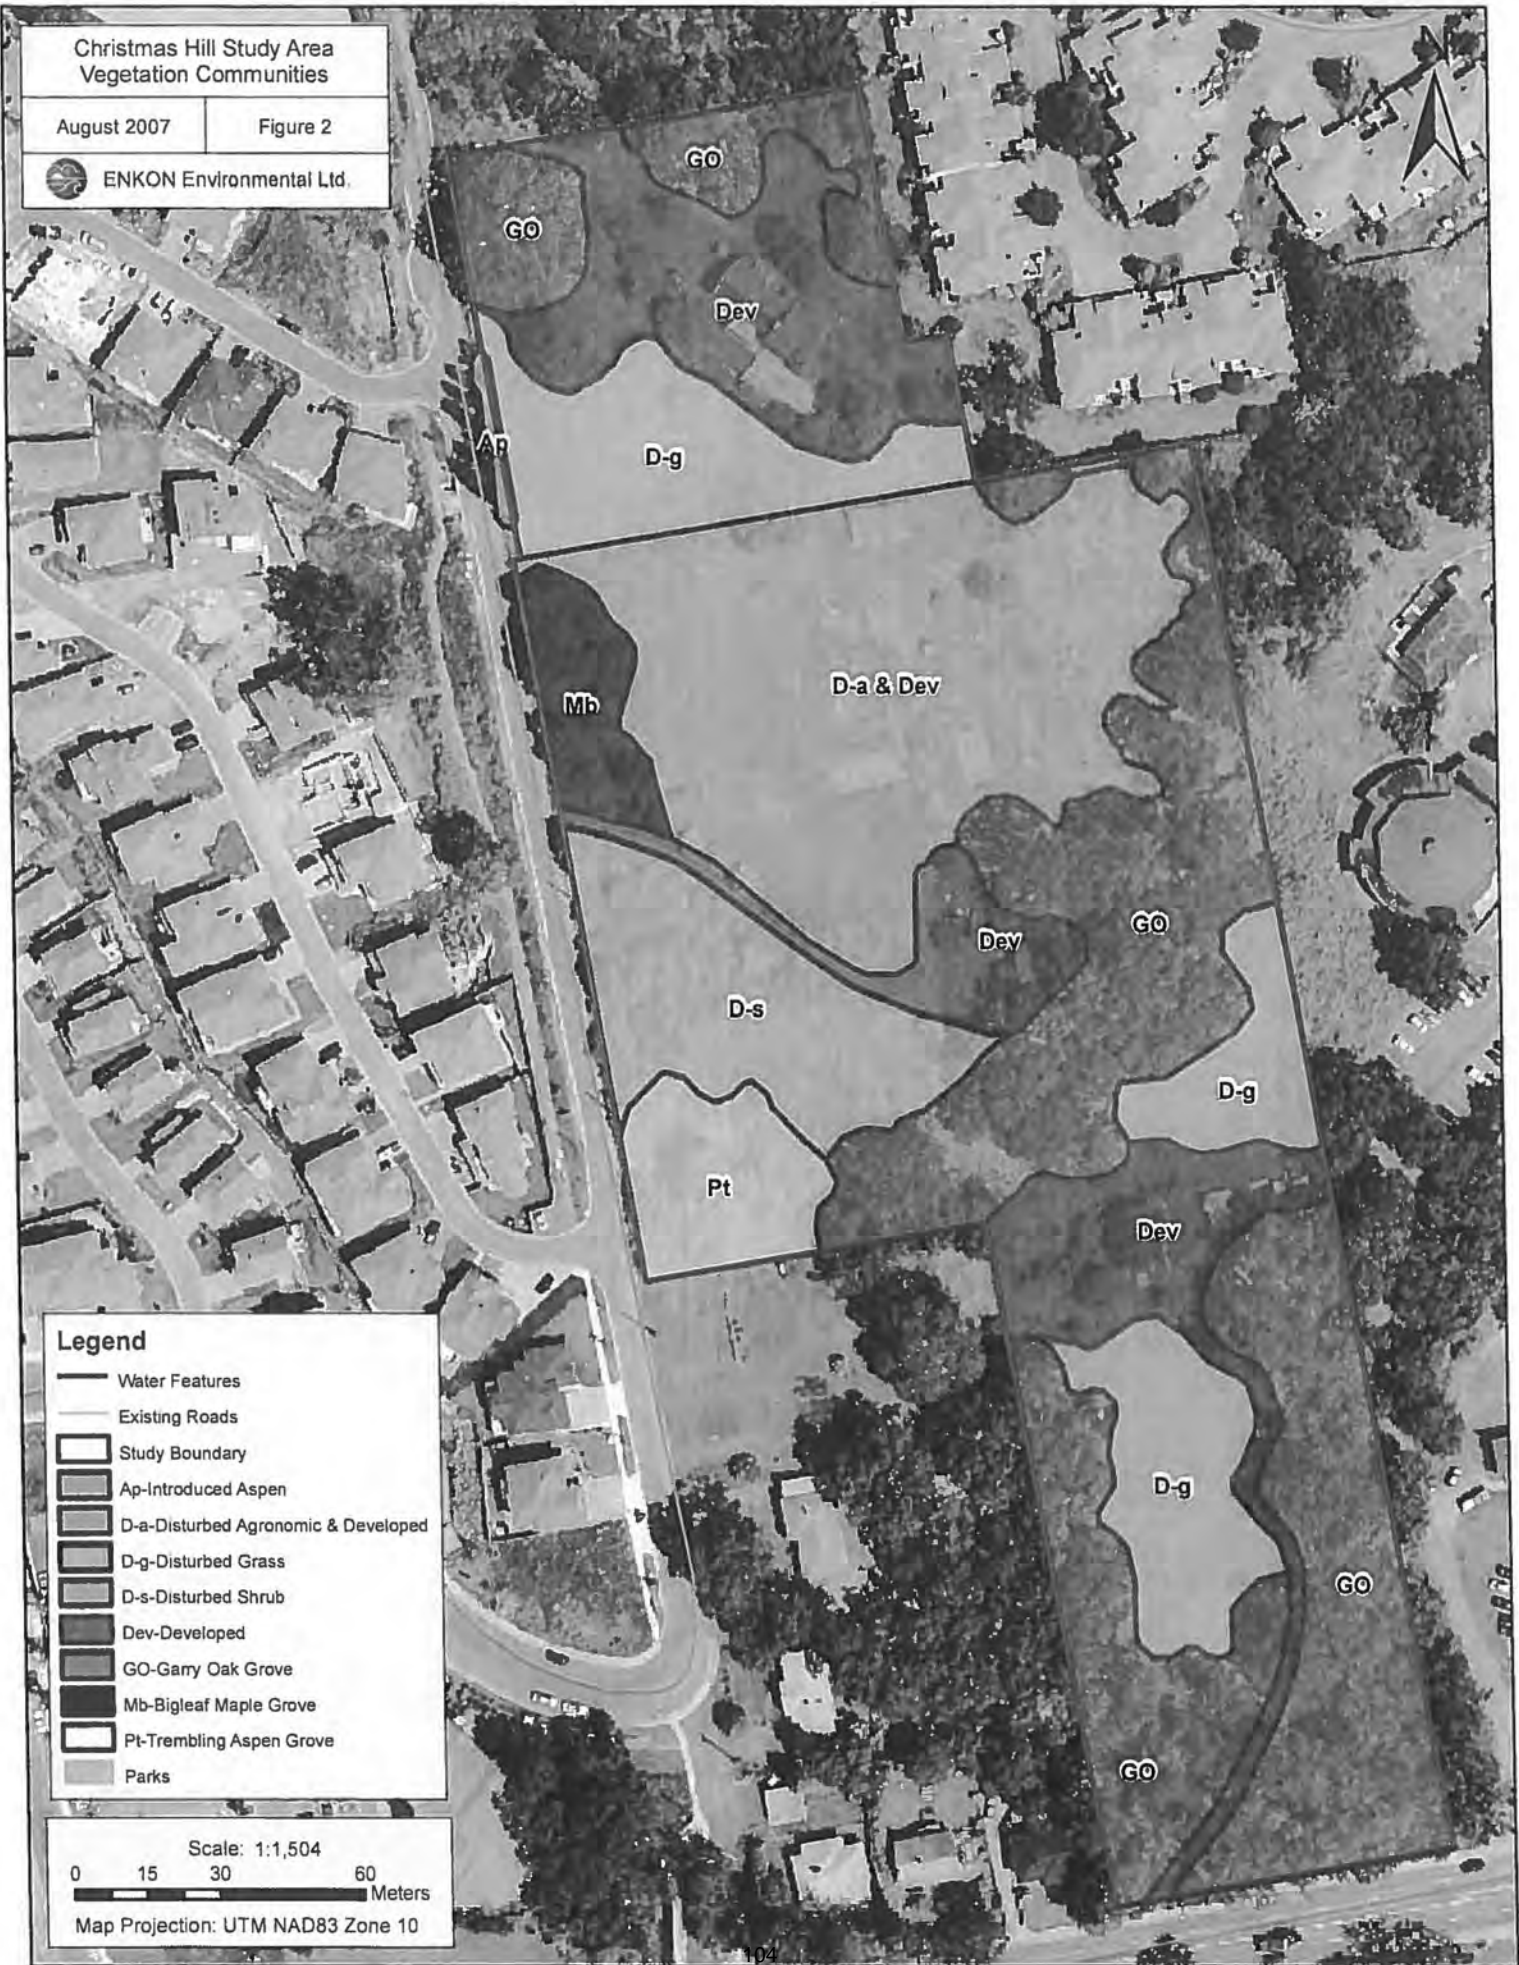 Christmas Hill Study Area
Vegetation Communities
August 2007
Figure 2
ENKON Environmental Ltd.
GO
GO
Dev
Ap
D-g
D-a & Dev
Mb
Dev
GO
D-s
D-g
Pt
Dev
D-g
GO
GO
Legend
Water Features
Existing Roads
Study Boundary
Ap-Introduced Aspen
D-a-Disturbed Agronomic & Developed
D-g-Disturbed Grass
D-s-Disturbed Shrub
Dev-Developed
GO-Garry Oak Grove
Mb-Bigleaf Maple Grove
Pt-Trembling Aspen Grove
Parks
Scale: 1:1,504
0 15 30 60
Meters
Map Projection: UTM NAD83 Zone 10
104